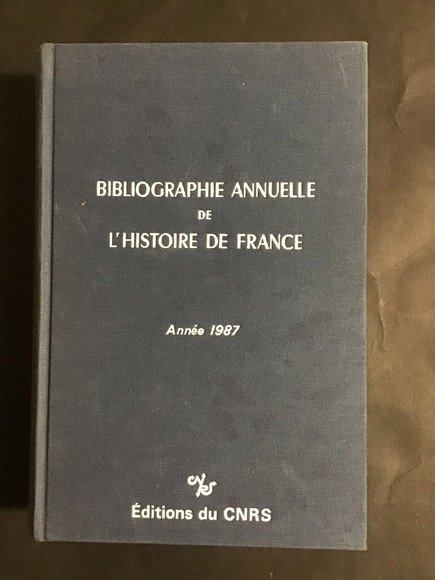 BIBLIOGRAPHIE ANNUELLE
DE
L'HISTOIRE DE FRANCE
Année 1987
Éditions du CNRS